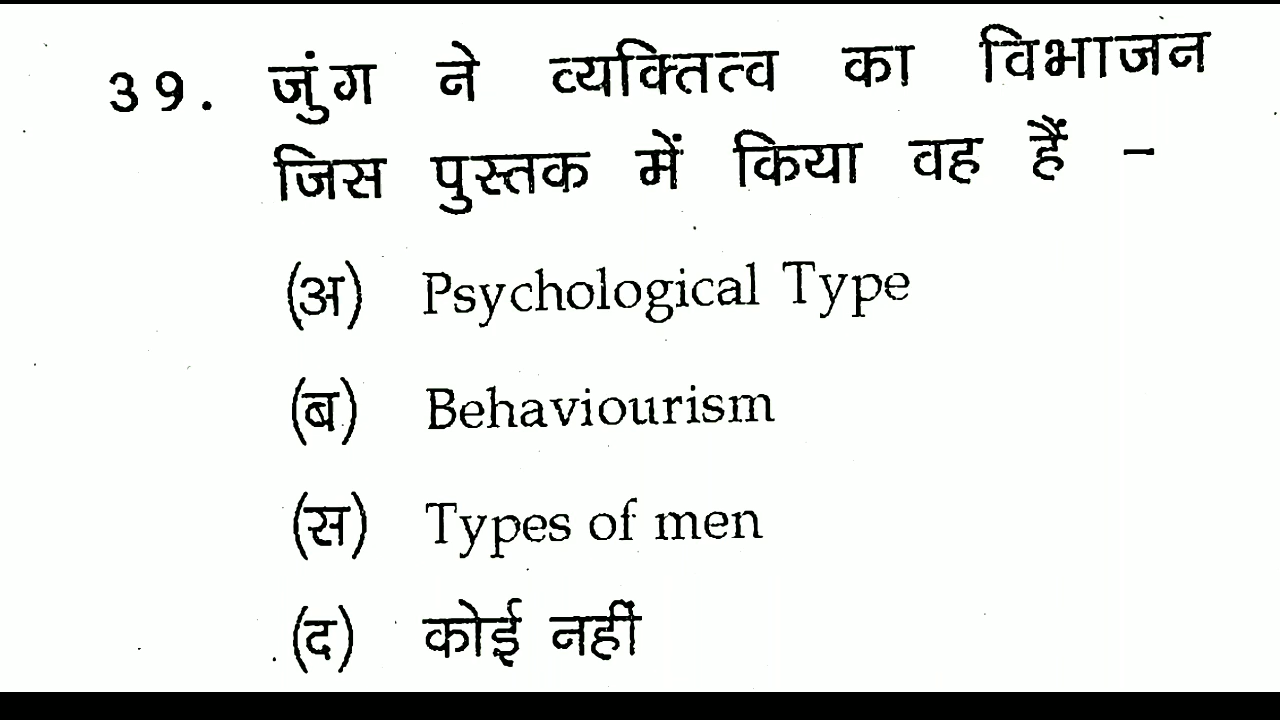 39. जुंग ने व्यक्तित्व का विभाजन
जिस पुस्तक में किया वह हैं -
(अ) Psychological Type
(ब) Behaviourism
(स) Types of men
(द) कोई नहीं